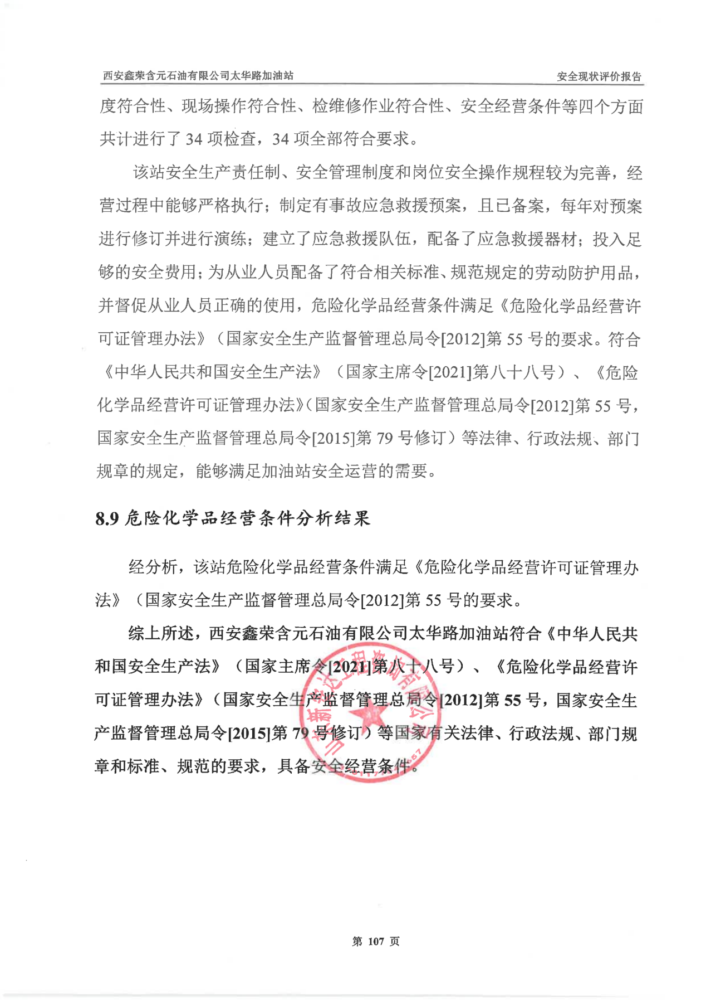 西安鑫荣含元石油有限公司太华路加油站 安全现状评价报告
度符合性、现场操作符合性、检维修作业符合性、安全经营条件等四个方面
共计进行了 34 项检查，34 项全部符合要求。
该站安全生产责任制、安全管理制度和岗位安全操作规程较为完善，经
营过程中能够严格执行；制定有事故应急救援预案，且已备案，每年对预案
进行修订并进行演练；建立了应急救援队伍，配备了应急救援器材；投入足
够的安全费用；为从业人员配备了符合相关标准、规范规定的劳动防护用品，
并督促从业人员正确的使用，危险化学品经营条件满足《危险化学品经营许
可证管理办法》（国家安全生产监督管理总局令[2012]第 55 号的要求。符合
《中华人民共和国安全生产法》（国家主席令[2021]第八十八号）、《危险
化学品经营许可证管理办法》（国家安全生产监督管理总局令[2012]第 55 号，
国家安全生产监督管理总局令[2015]第 79 号修订）等法律、行政法规、部门
规章的规定，能够满足加油站安全运营的需要。
8.9 危险化学品经营条件分析结果
经分析，该站危险化学品经营条件满足《危险化学品经营许可证管理办
法》（国家安全生产监督管理总局令[2012]第 55 号的要求。
综上所述，西安鑫荣含元石油有限公司太华路加油站符合《中华人民共
和国安全生产法》（国家主席令[2021]第八十八号）、《危险化学品经营许
可证管理办法》（国家安全生产监督管理总局令[2012]第 55 号，国家安全生
产监督管理总局令[2015]第 79 号修订）等国家有关法律、行政法规、部门规
章和标准、规范的要求，具备安全经营条件。
山东新安达工程咨询有限公司
第 107 页